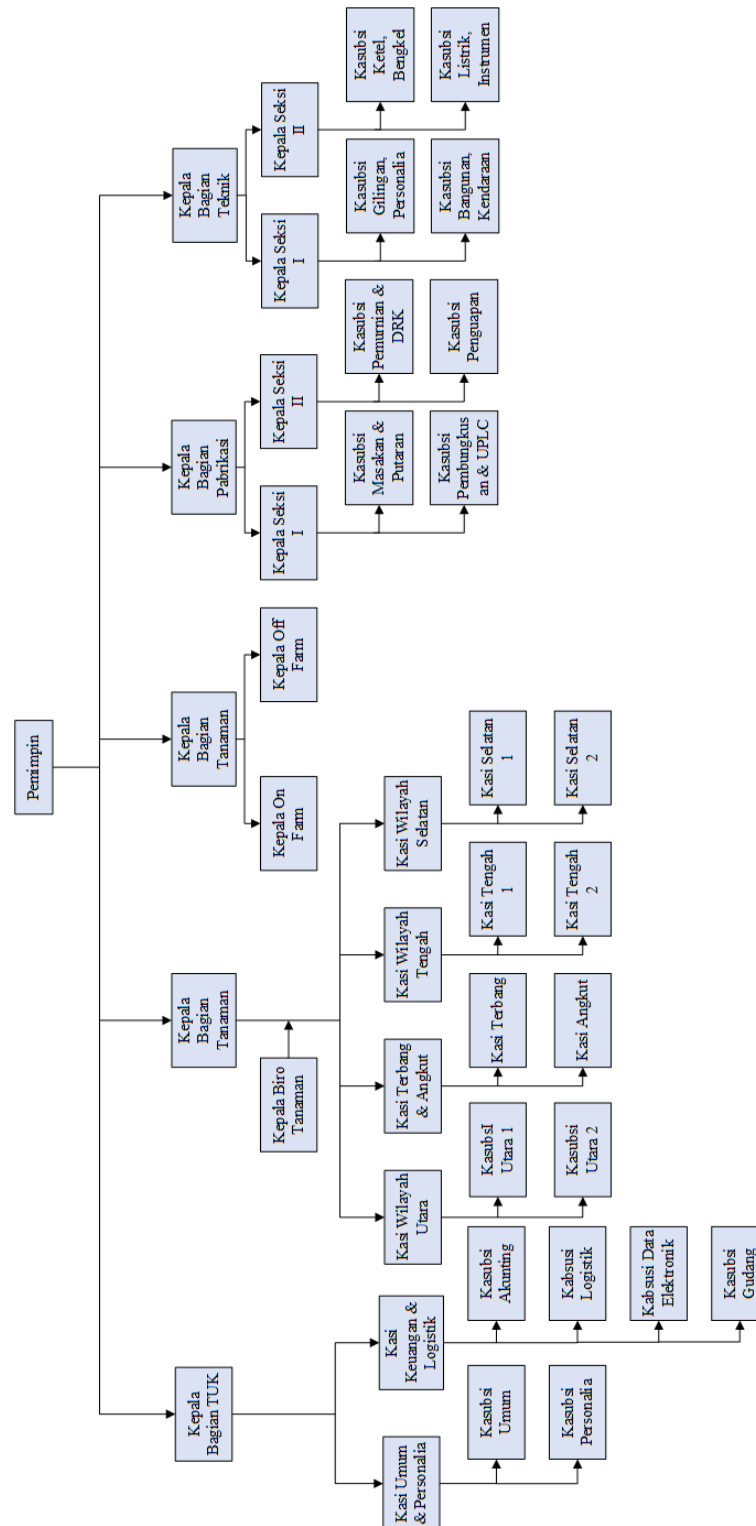 Pemimpin
Kepala
Bagian TUK
Kepala
Bagian
Tanaman
Kepala
Bagian
Tanaman
Kepala
Bagian
Pabrikasi
Kepala
Bagian
Teknik
Kepala Biro
Tanaman
Kepala On
Farm
Kepala Off
Farm
Kepala Seksi
I
Kepala Seksi
II
Kepala Seksi
I
Kepala Seksi
II
Kasi Umum
& Personalia
Kasi
Keuangan &
Logistik
Kasi Wilayah
Utara
Kasi Terbang
& Angkut
Kasi Wilayah
Tengah
Kasi Wilayah
Selatan
Kasubsi
Masakan &
Putaran
Kasubsi
Pemurnian &
DRK
Kasubsi
Gilingan,
Personalia
Kasubsi
Ketel,
Bengkel
Kasubsi
Pembungkus
an & UPLC
Kasubsi
Penguapan
Kasubsi
Bangunan,
Kendaraan
Kasubsi
Listrik,
Instrumen
Kasubsi
Umum
Kasubsi
Akunting
KasubsI
Utara 1
Kasi Terbang
Kasi Tengah
1
Kasi Selatan
1
Kasubsi
Personalia
Kabsusi
Logistik
Kasubsi
Utara 2
Kasi Angkut
Kasi Tengah
2
Kasi Selatan
2
Kabsusi Data
Elektronik
Kasubsi
Gudang